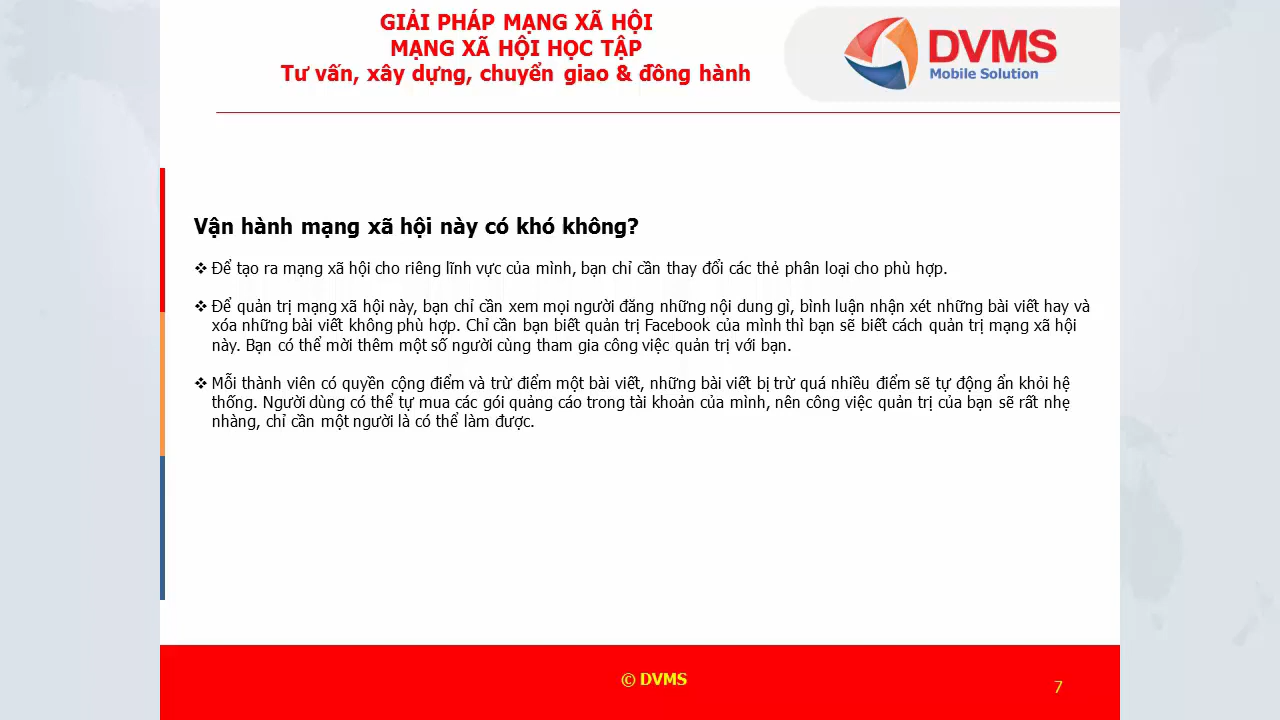 GIẢI PHÁP MẠNG XÃ HỘI
MẠNG XÃ HỘI HỌC TẬP
Tư vấn, xây dựng, chuyển giao & đồng hành
DVMS
Mobile Solution
Vận hành mạng xã hội này có khó không?
❖ Để tạo ra mạng xã hội cho riêng lĩnh vực của mình, bạn chỉ cần thay đổi các thẻ phân loại cho phù hợp.
❖ Để quản trị mạng xã hội này, bạn chỉ cần xem mọi người đăng những nội dung gì, bình luận nhận xét những bài viết hay và
xóa những bài viết không phù hợp. Chỉ cần bạn biết quản trị Facebook của mình thì bạn sẽ biết cách quản trị mạng xã hội
này. Bạn có thể mời thêm một số người cùng tham gia công việc quản trị với bạn.
❖ Mỗi thành viên có quyền cộng điểm và trừ điểm một bài viết, những bài viết bị trừ quá nhiều điểm sẽ tự động ẩn khỏi hệ
thống. Người dùng có thể tự mua các gói quảng cáo trong tài khoản của mình, nên công việc quản trị của bạn sẽ rất nhẹ
nhàng, chỉ cần một người là có thể làm được.
© DVMS
7